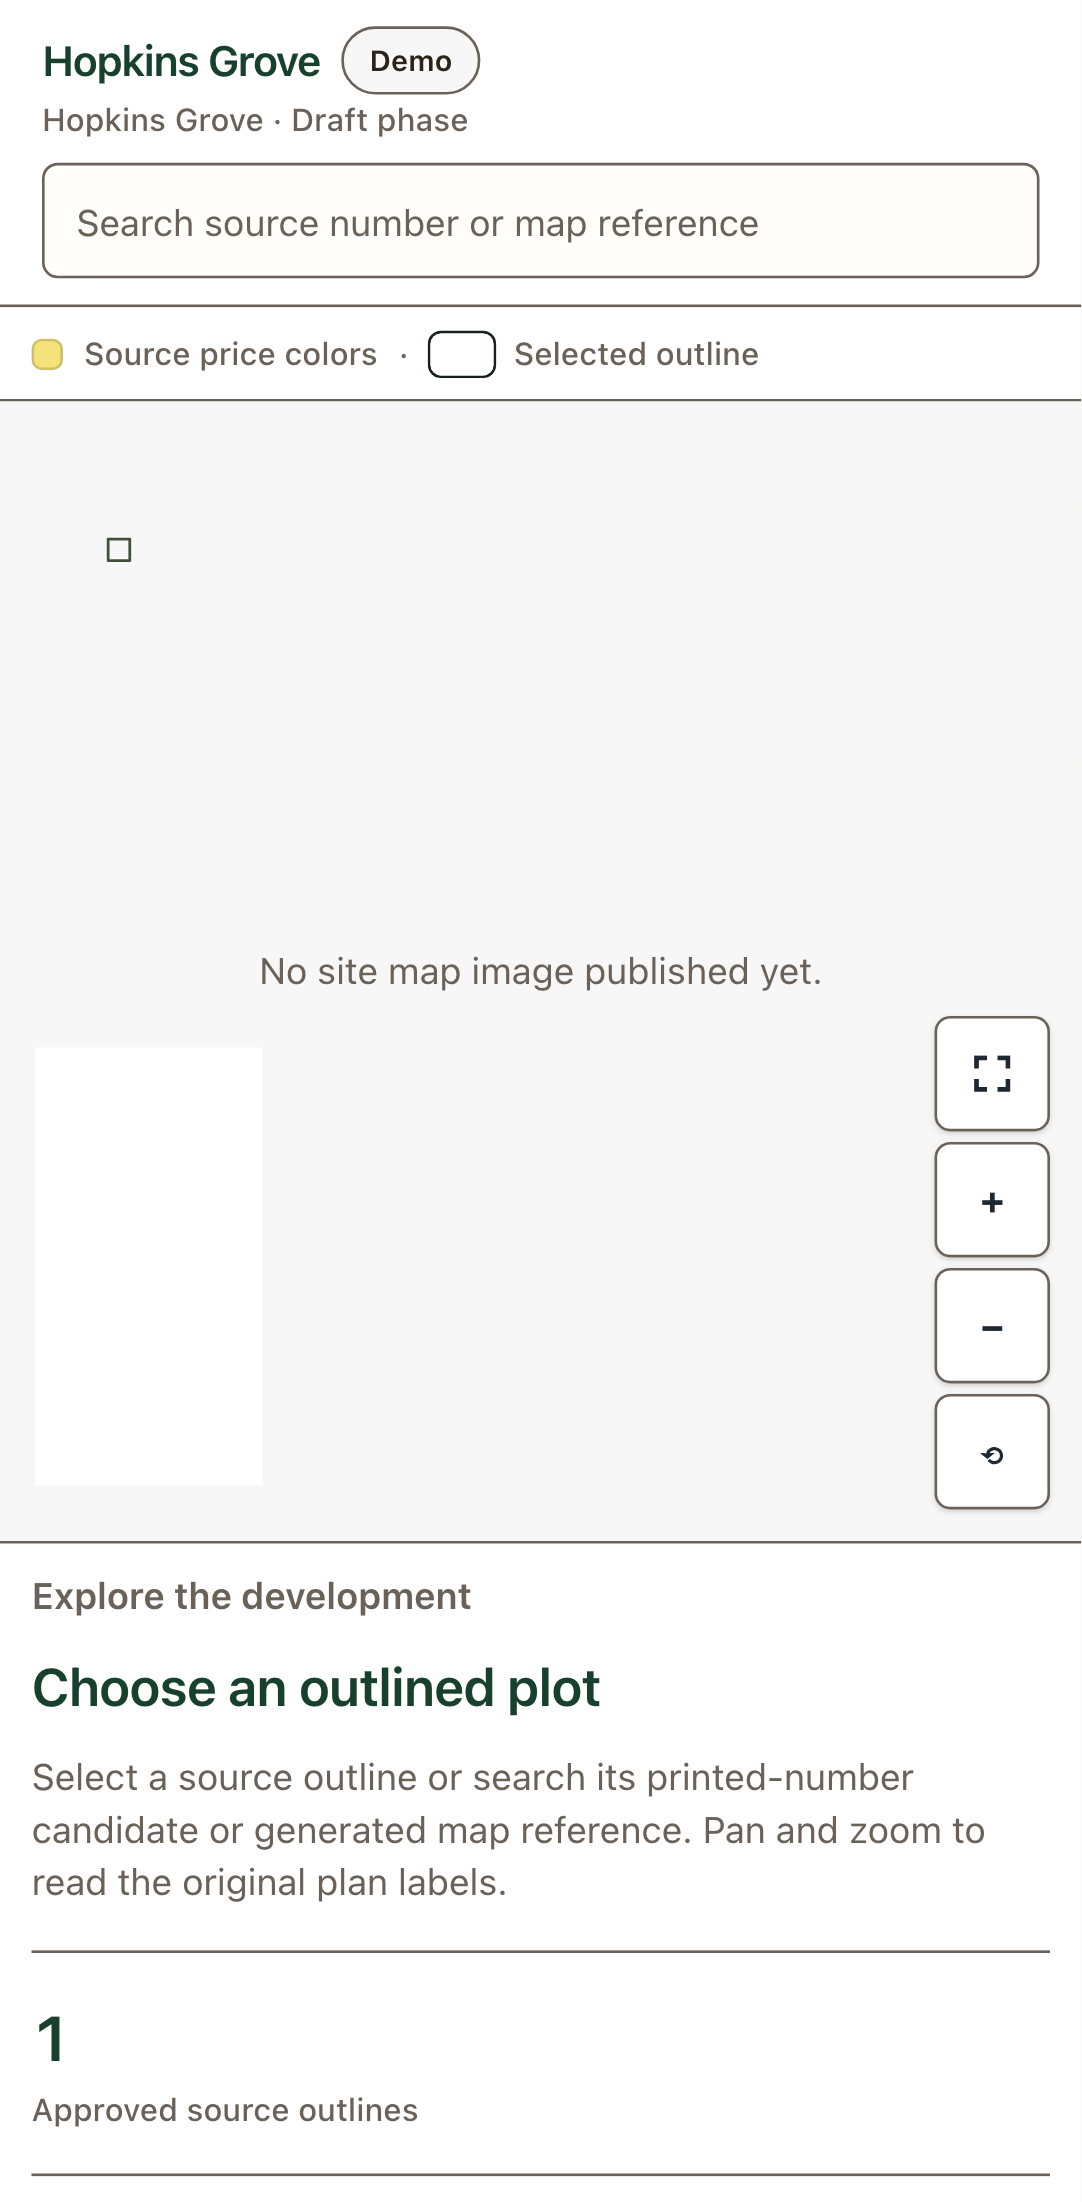 Hopkins Grove Demo
Hopkins Grove · Draft phase
Search source number or map reference
Source price colors · Selected outline
No site map image published yet.
+
−
⟲
Explore the development
Choose an outlined plot
Select a source outline or search its printed-number
candidate or generated map reference. Pan and zoom to
read the original plan labels.
1
Approved source outlines